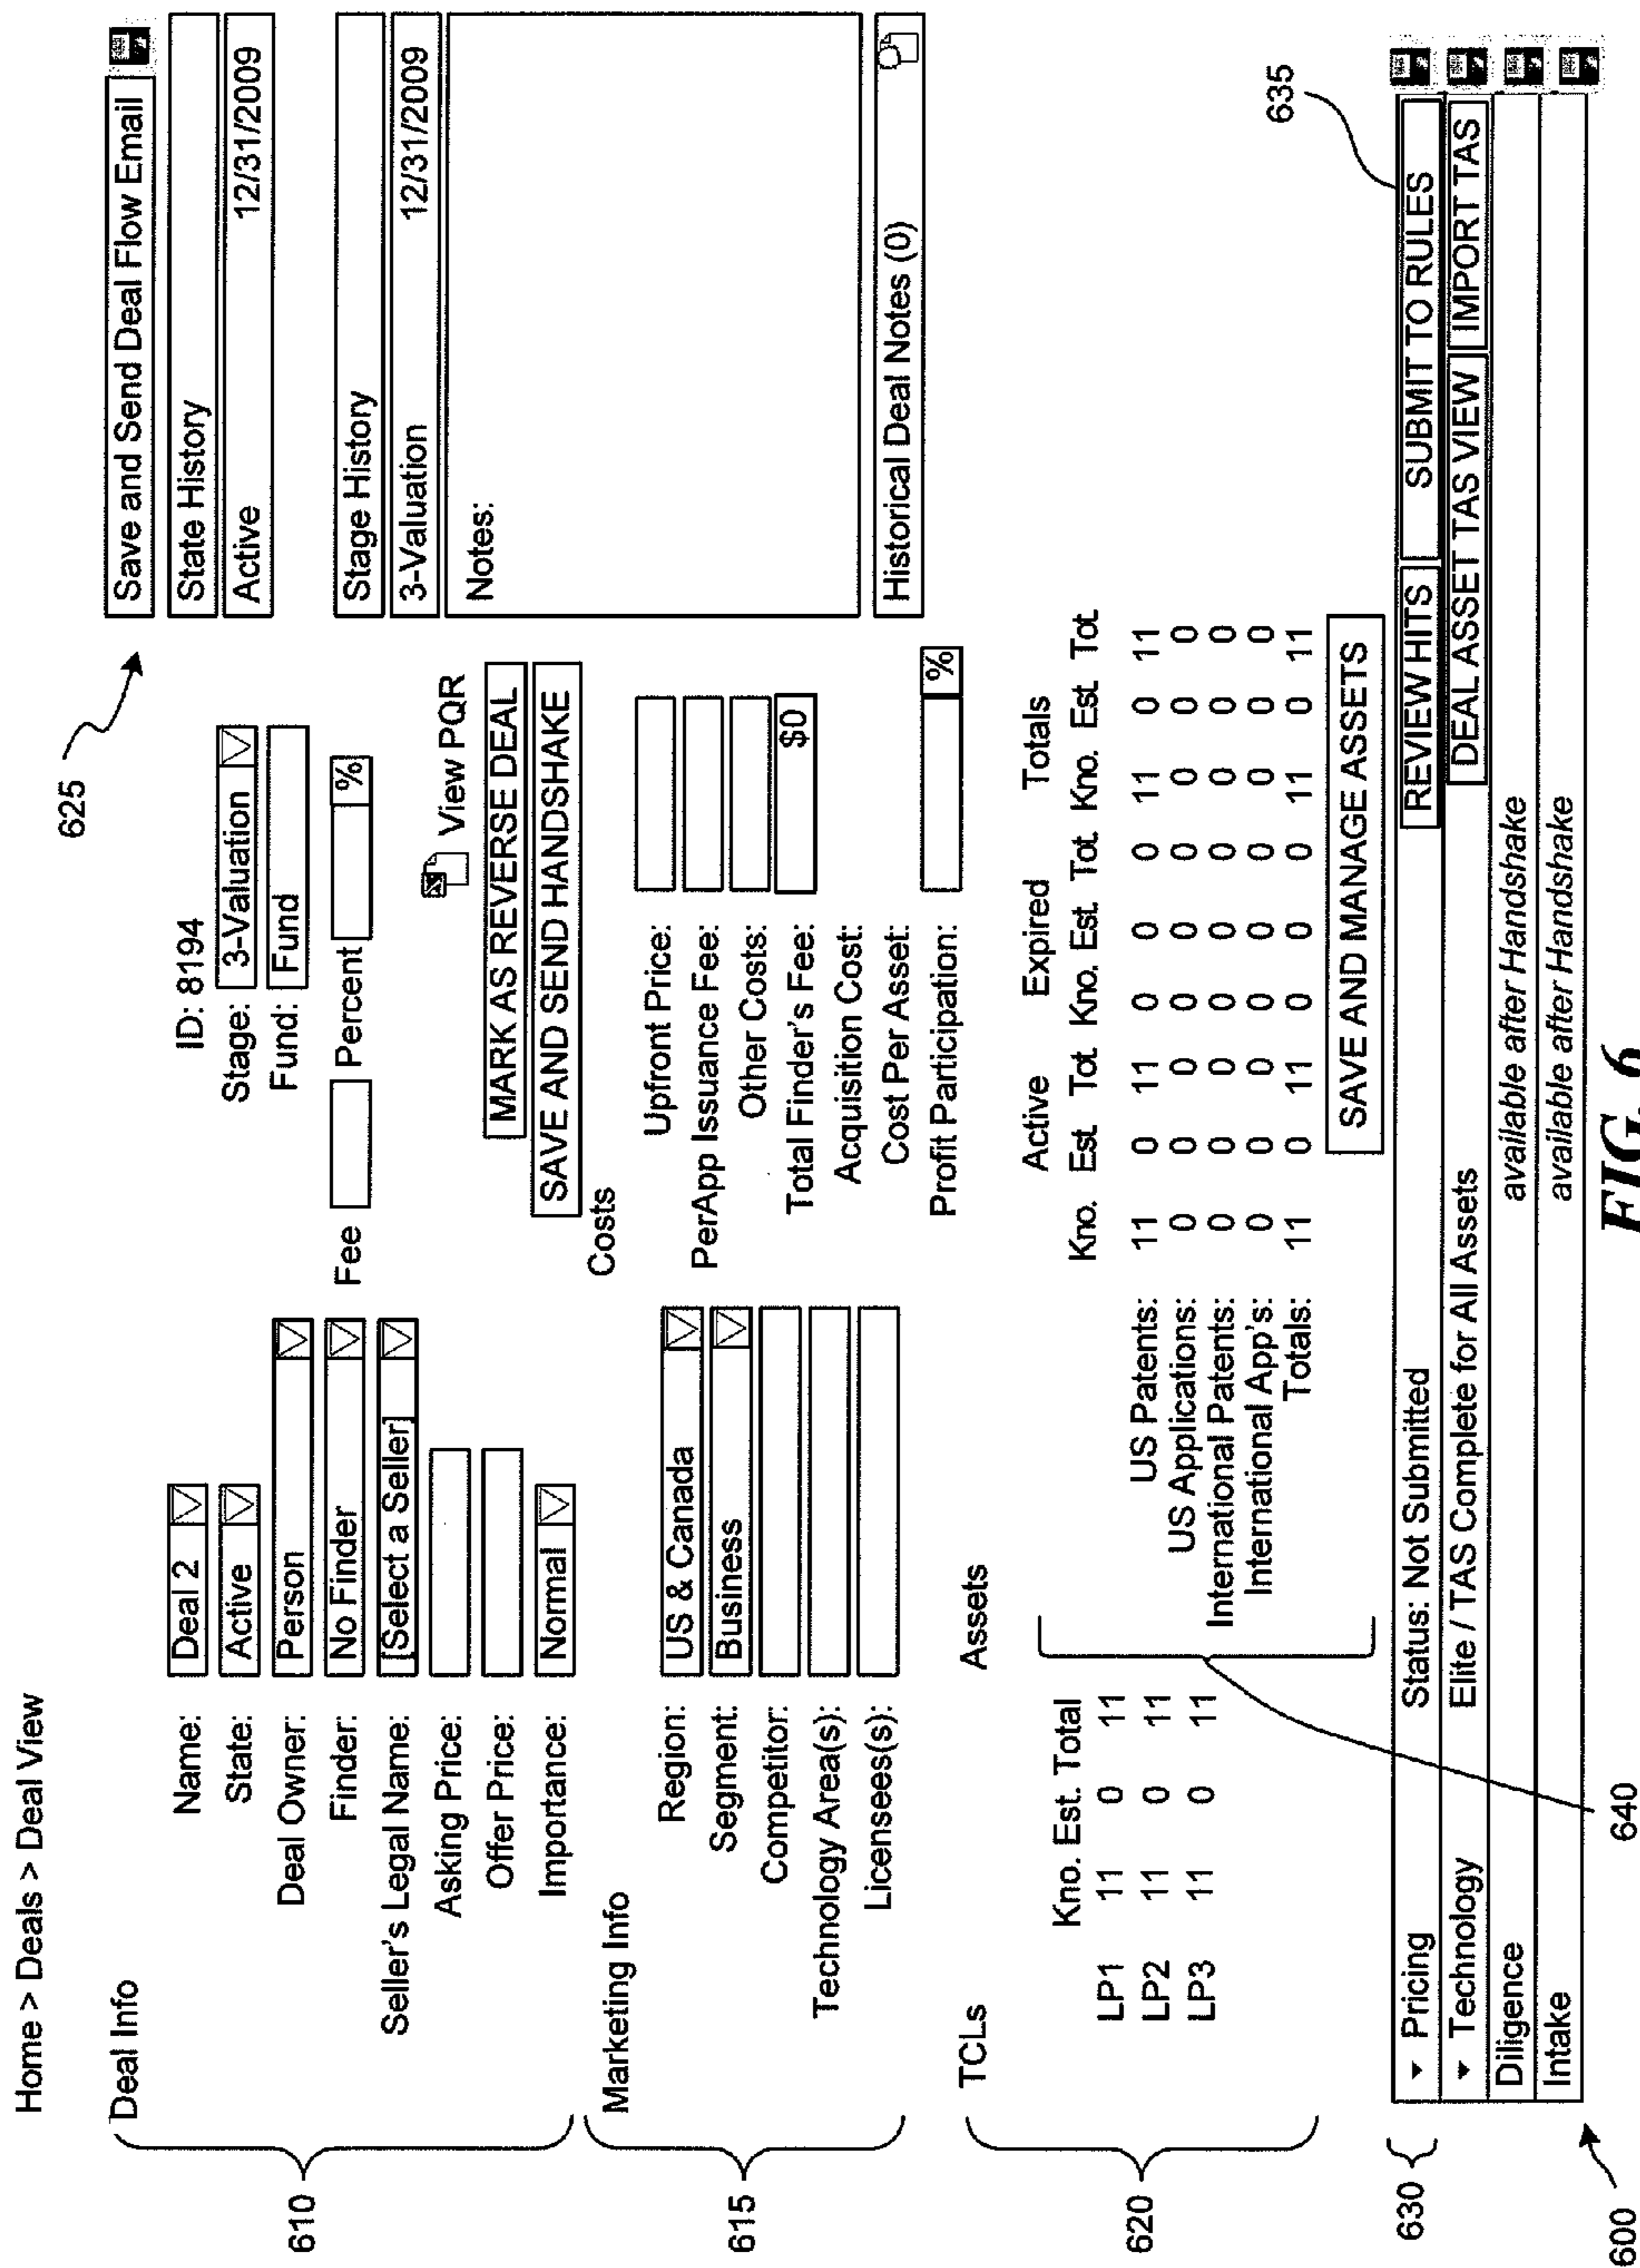 Home > Deals > Deal View
625
Deal Info
Name: Deal 2
ID: 8194
Save and Send Deal Flow Email
State: Active
Stage: 3-Valuation
State History
Deal Owner: Person
Fund: Fund
Active 12/31/2009
610
Finder: No Finder
Fee
Percent %
Stage History
Seller's Legal Name: [Select a Seller]
3-Valuation 12/31/2009
Asking Price:
View PQR
Notes:
Offer Price:
MARK AS REVERSE DEAL
Importance: Normal
SAVE AND SEND HANDSHAKE
Marketing Info
Costs
Region: US & Canada
Upfront Price:
Segment: Business
PerApp Issuance Fee:
615
Competitor:
Other Costs:
Technology Area(s):
Total Finder's Fee: $0
Acquisition Cost:
Licenses(s):
Cost Per Asset:
Historical Deal Notes (0)
Profit Participation: %
TCLs
Assets
Active Expired Totals
Kno. Est. Total
Kno. Est Tot Kno. Est. Tot Kno. Est Tot
LP1 11 0 11
LP2 11 0 11
LP3 11 0 11
620
US Patents: 11 0 11 0 0 0 11 0 11
US Applications: 0 0 0 0 0 0 0 0 0
International Patents: 0 0 0 0 0 0 0 0 0
International App's: 0 0 0 0 0 0 0 0 0
Totals: 11 0 11 0 0 0 11 0 11
635
SAVE AND MANAGE ASSETS
630
Pricing Status: Not Submitted REVIEW HITS SUBMIT TO RULES
Technology Elite / TAS Complete for All Assets DEAL ASSET TAS VIEW IMPORT TAS
Diligence available after Handshake
Intake available after Handshake
600
640
FIG. 6